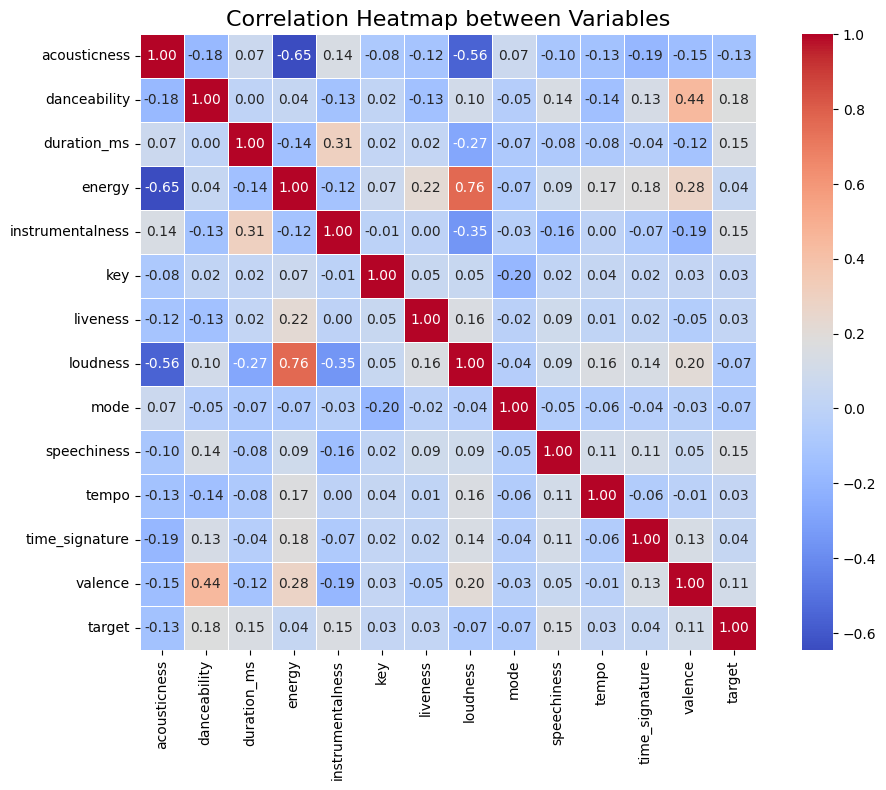 Correlation Heatmap between Variables
acousticness 1.00 -0.18 0.07 -0.65 0.14 -0.08 -0.12 -0.56 0.07 -0.10 -0.13 -0.19 -0.15 -0.13
danceability -0.18 1.00 0.00 0.04 -0.13 0.02 -0.13 0.10 -0.05 0.14 -0.14 0.13 0.44 0.18
duration_ms 0.07 0.00 1.00 -0.14 0.31 0.02 0.02 -0.27 -0.07 -0.08 -0.08 -0.04 -0.12 0.15
energy -0.65 0.04 -0.14 1.00 -0.12 0.07 0.22 0.76 -0.07 0.09 0.17 0.18 0.28 0.04
instrumentalness 0.14 -0.13 0.31 -0.12 1.00 -0.01 0.00 -0.35 -0.03 -0.16 0.00 -0.07 -0.19 0.15
key -0.08 0.02 0.02 0.07 -0.01 1.00 0.05 0.05 -0.20 0.02 0.04 0.02 0.03 0.03
liveness -0.12 -0.13 0.02 0.22 0.00 0.05 1.00 0.16 -0.02 0.09 0.01 0.02 -0.05 0.03
loudness -0.56 0.10 -0.27 0.76 -0.35 0.05 0.16 1.00 -0.04 0.09 0.16 0.14 0.20 -0.07
mode 0.07 -0.05 -0.07 -0.07 -0.03 -0.20 -0.02 -0.04 1.00 -0.05 -0.06 -0.04 -0.03 -0.07
speechiness -0.10 0.14 -0.08 0.09 -0.16 0.02 0.09 0.09 -0.05 1.00 0.11 0.11 0.05 0.15
tempo -0.13 -0.14 -0.08 0.17 0.00 0.04 0.01 0.16 -0.06 0.11 1.00 -0.06 -0.01 0.03
time_signature -0.19 0.13 -0.04 0.18 -0.07 0.02 0.02 0.14 -0.04 0.11 -0.06 1.00 0.13 0.04
valence -0.15 0.44 -0.12 0.28 -0.19 0.03 -0.05 0.20 -0.03 0.05 -0.01 0.13 1.00 0.11
target -0.13 0.18 0.15 0.04 0.15 0.03 0.03 -0.07 -0.07 0.15 0.03 0.04 0.11 1.00
acousticness
danceability
duration_ms
energy
instrumentalness
key
liveness
loudness
mode
speechiness
tempo
time_signature
valence
target
1.0
0.8
0.6
0.4
0.2
0.0
−0.2
−0.4
−0.6